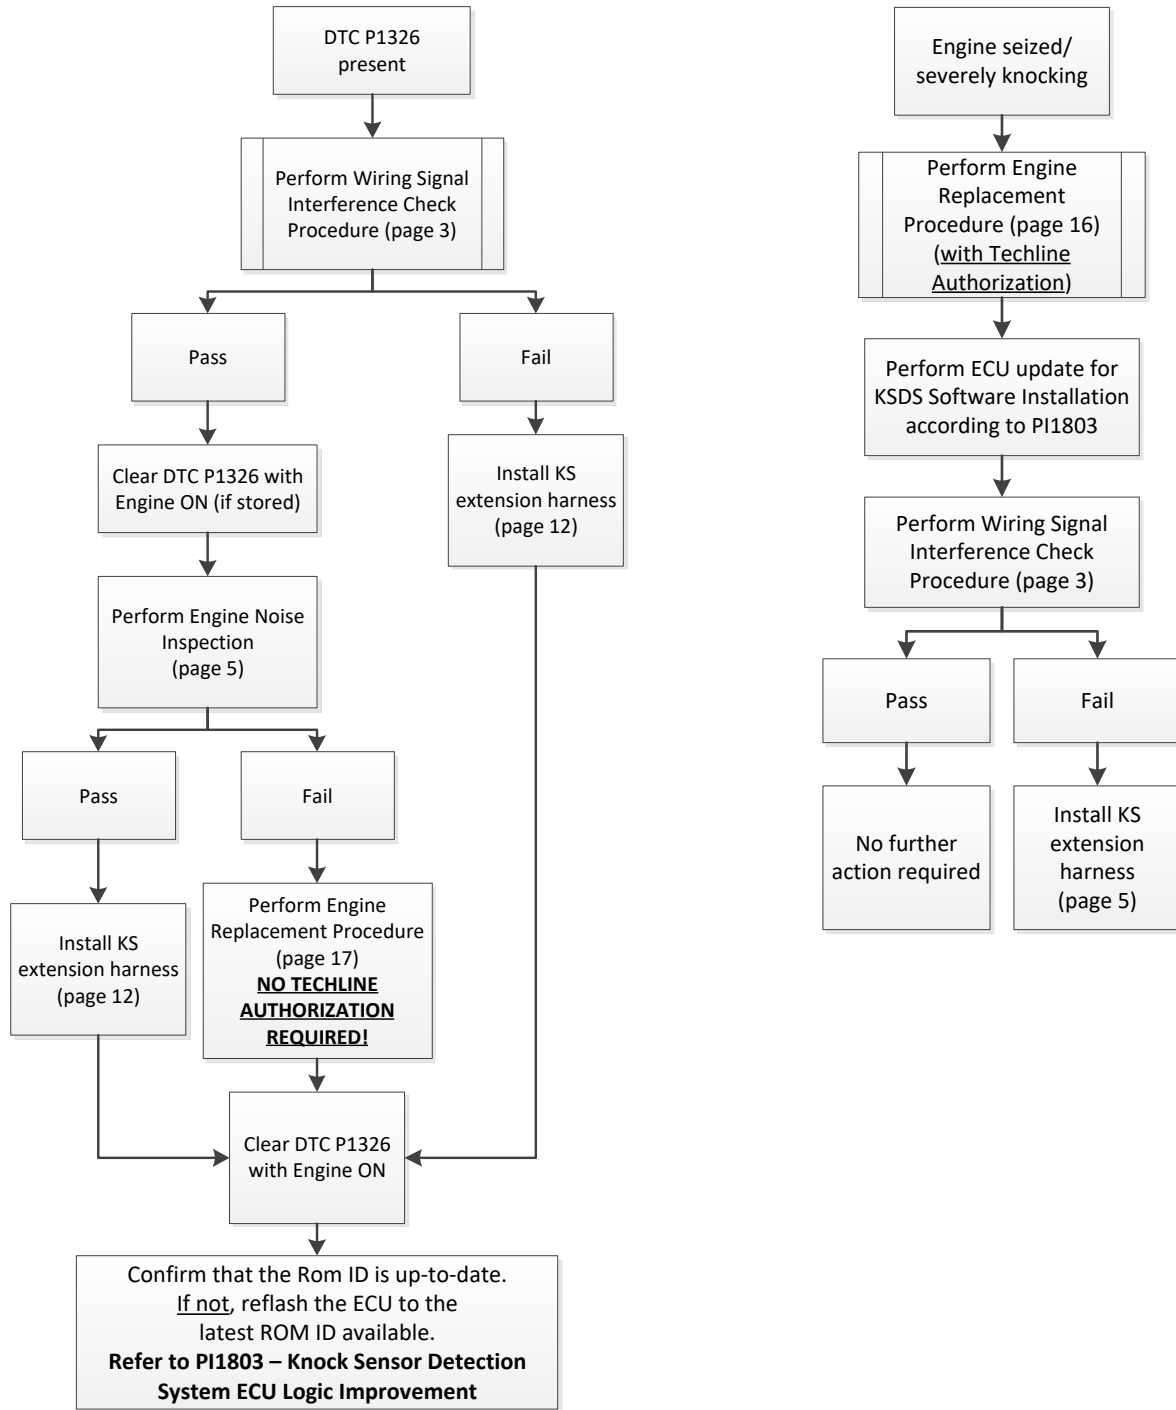 DTC P1326
present
Perform Wiring Signal
Interference Check
Procedure (page 3)
Pass
Fail
Clear DTC P1326 with
Engine ON (if stored)
Install KS
extension harness
(page 12)
Perform Engine Noise
Inspection
(page 5)
Pass
Fail
Install KS
extension harness
(page 12)
Perform Engine
Replacement Procedure
(page 17)
NO TECHLINE
AUTHORIZATION
REQUIRED!
Clear DTC P1326
with Engine ON
Confirm that the Rom ID is up-to-date.
If not, reflash the ECU to the
latest ROM ID available.
Refer to PI1803 – Knock Sensor Detection
System ECU Logic Improvement
Engine seized/
severely knocking
Perform Engine
Replacement
Procedure (page 16)
(with Techline
Authorization)
Perform ECU update for
KSDS Software Installation
according to PI1803
Perform Wiring Signal
Interference Check
Procedure (page 3)
Pass
Fail
No further
action required
Install KS
extension
harness
(page 5)